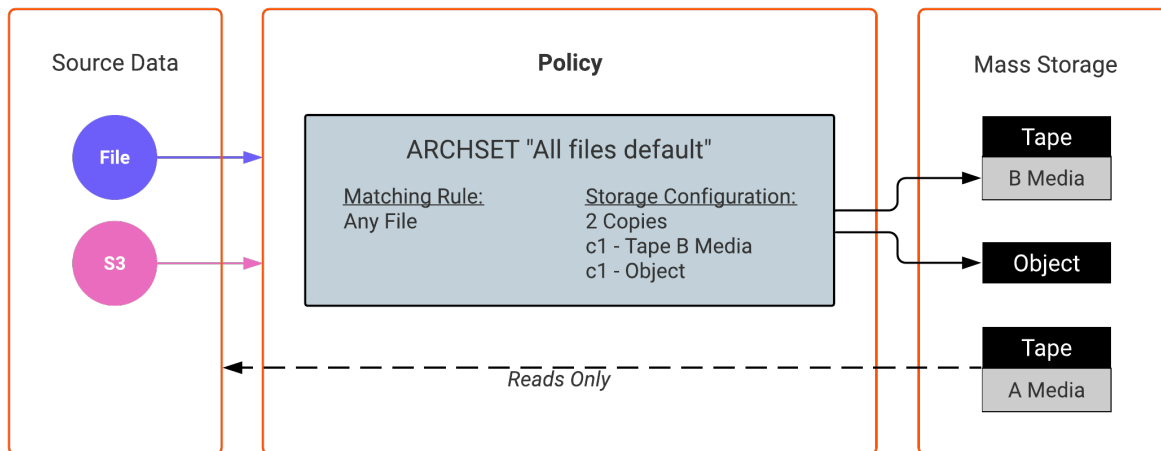 Source Data
File
S3
Policy
ARCHSET "All files default"
Matching Rule:
Any File
Storage Configuration:
2 Copies
c1 - Tape B Media
c1 - Object
Reads Only
Mass Storage
Tape
B Media
Object
Tape
A Media